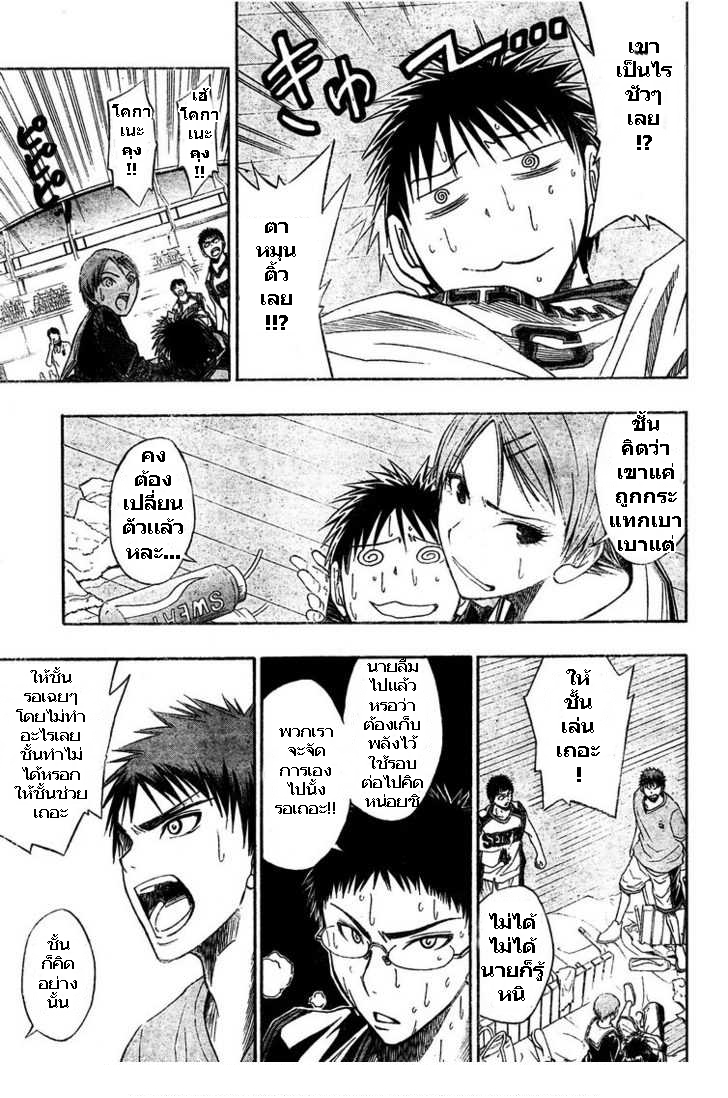 เขา
เป็นไร
ชัวๆ
เลย
!?
きゅ～ooo
ตา
หมุน
ติ้ว
เลย
!!?
เฮ้
โคกา
เนะ
คุง
!!
โคกา
เนะ
คุง
!!
ชั้น
คิดว่า
เขาแค่
ถูกกระ
แทกเบา
เบาแต่
คง
ต้อง
เปลี่ยน
ตัวแล้ว
หละ...
SWEAT
ให้
ชั้น
เล่น
เถอะ
!
4
ไม่ได้
ไม่ได้
นายก็รู้
หนิ
นายลืม
ไปแล้ว
หรอว่า
ต้องเก็บ
พลังไว้
ใช้รอบ
ต่อไปคิด
หน่อยซิ
พวกเรา
จะจัด
การเอง
ไปนั่ง
รอเถอะ!!
ให้ชั้น
รอเฉยๆ
โดยไม่ทำ
อะไรเลย
ชั้นทำไม่
ได้หรอก
ให้ชั้นช่วย
เถอะ
ชั้น
ก็คิด
อย่าง
นั้น